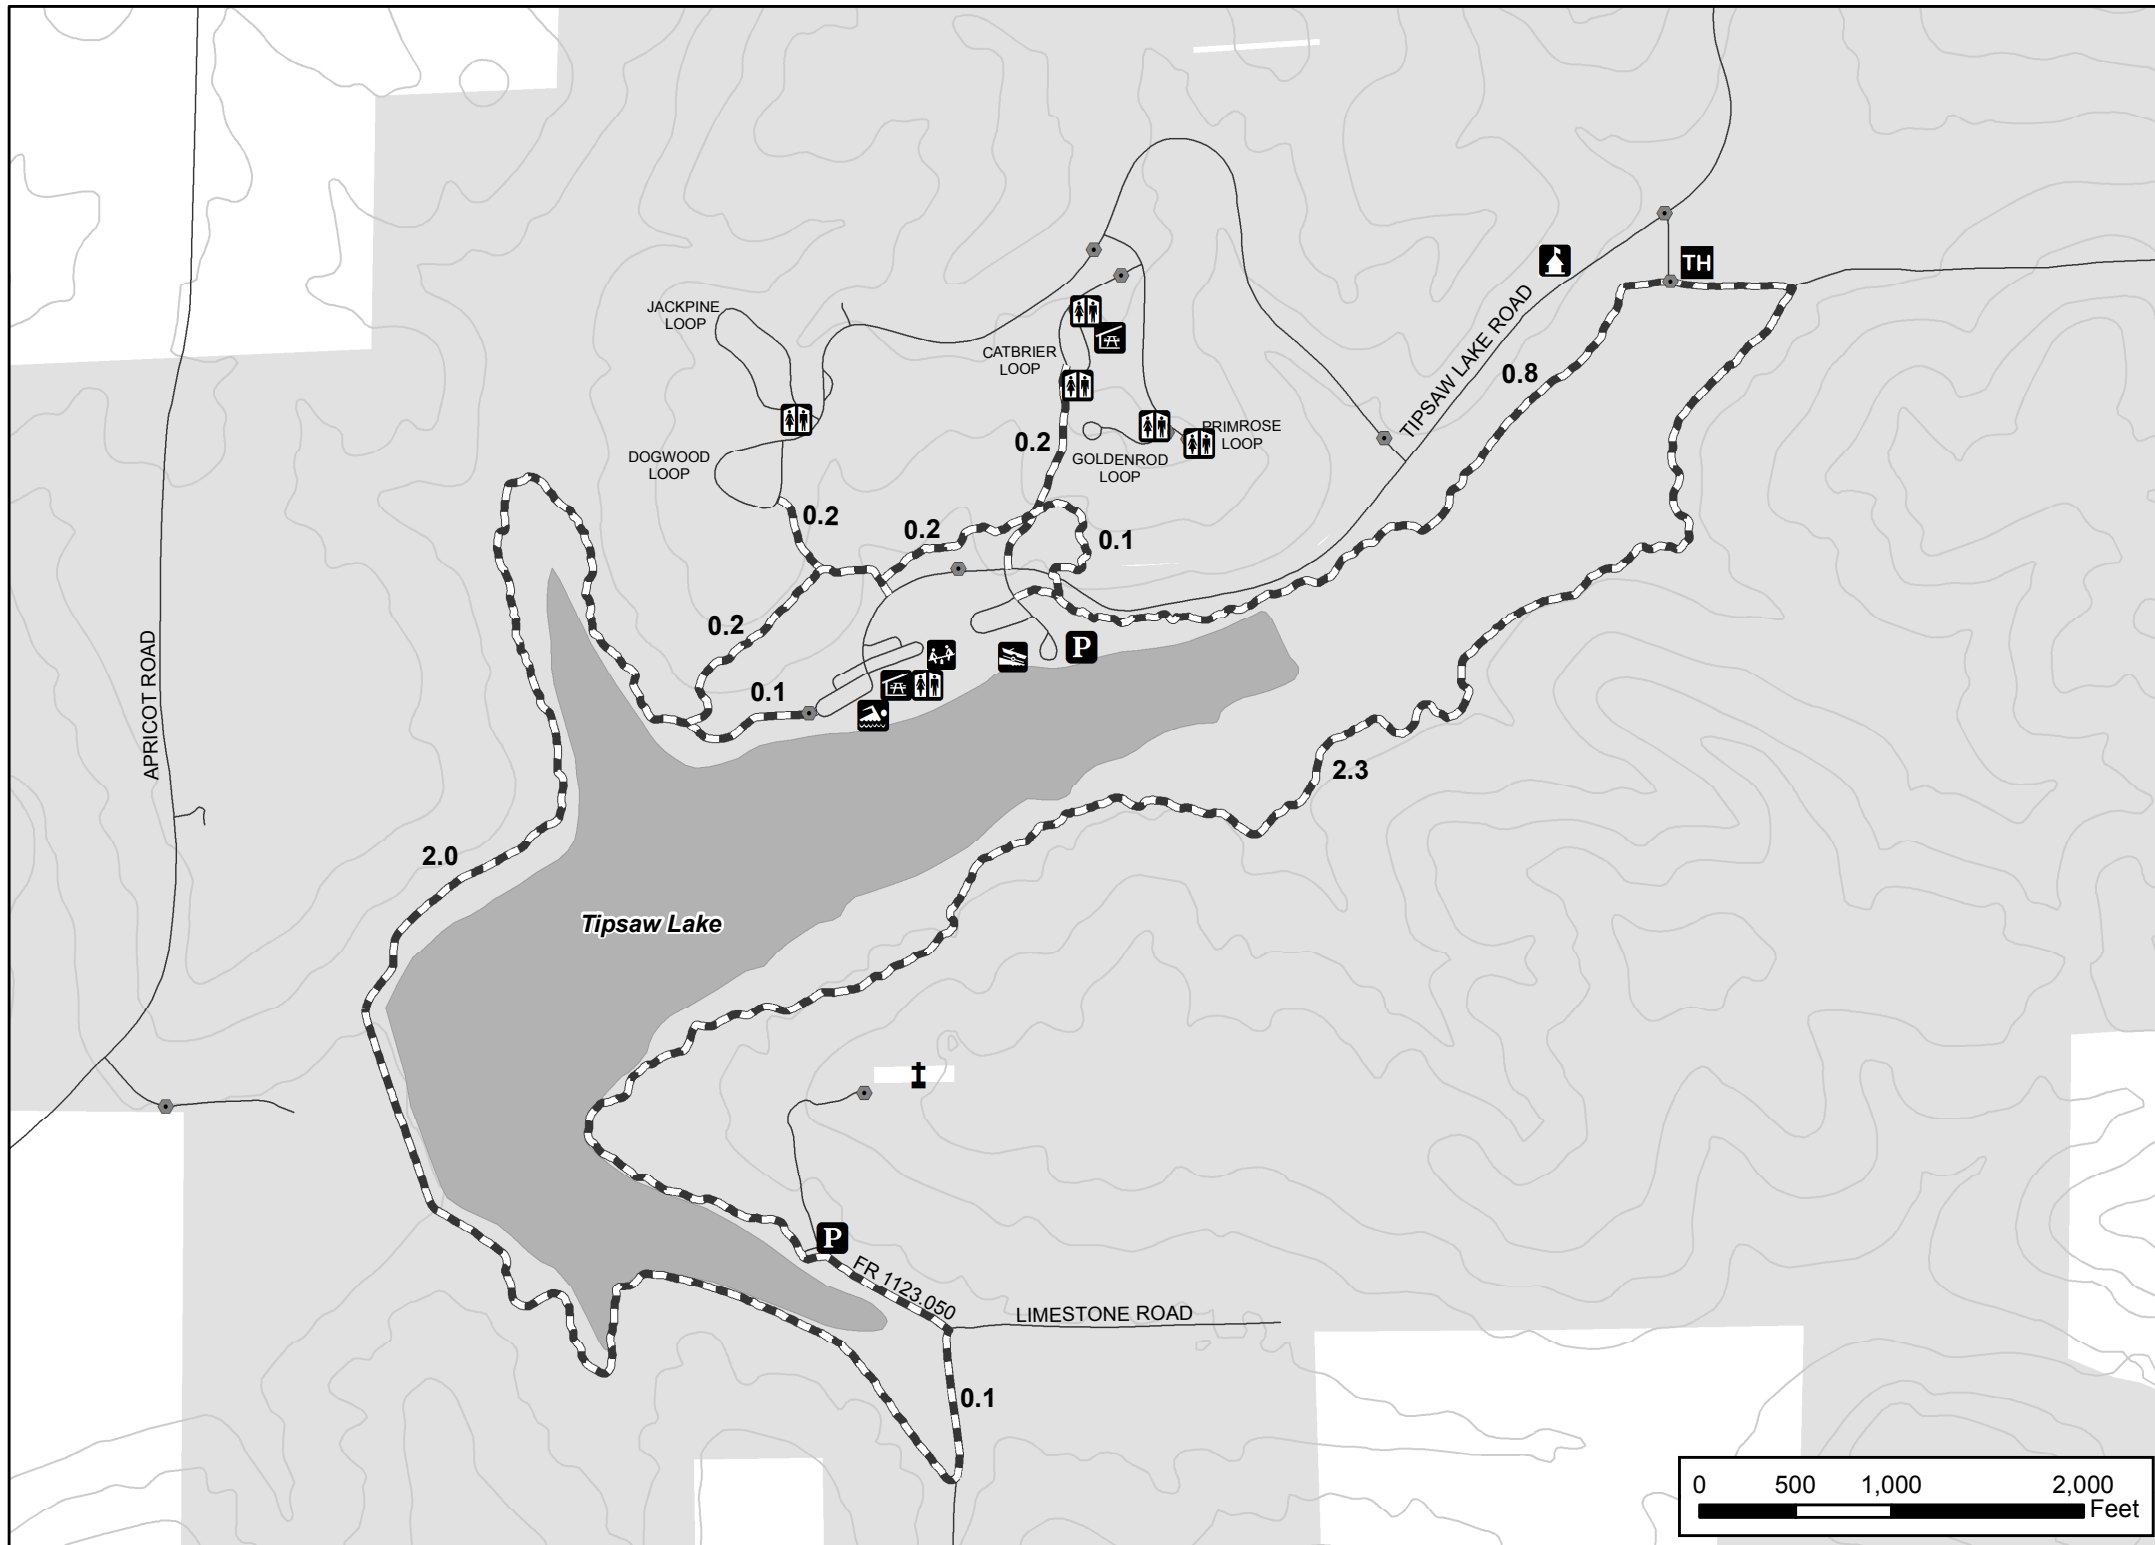 TH
TIPSAW LAKE ROAD
JACKPINE
LOOP
CATBRIER
LOOP
0.8
PRIMROSE
LOOP
0.2
DOGWOOD
LOOP
GOLDENROD
LOOP
0.2
0.2
0.1
0.2
P
APRICOT ROAD
0.1
2.3
2.0
Tipsaw Lake
P
FR 1123.050
LIMESTONE ROAD
0.1
0 500 1,000 2,000
Feet